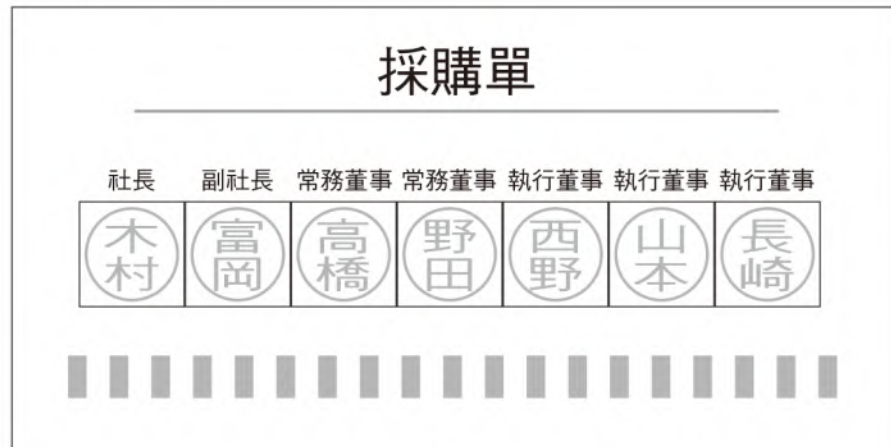 採購單
社長 副社長 常務董事 常務董事 執行董事 執行董事 執行董事
木村 富岡 高橋 野田 西野 山本 長崎